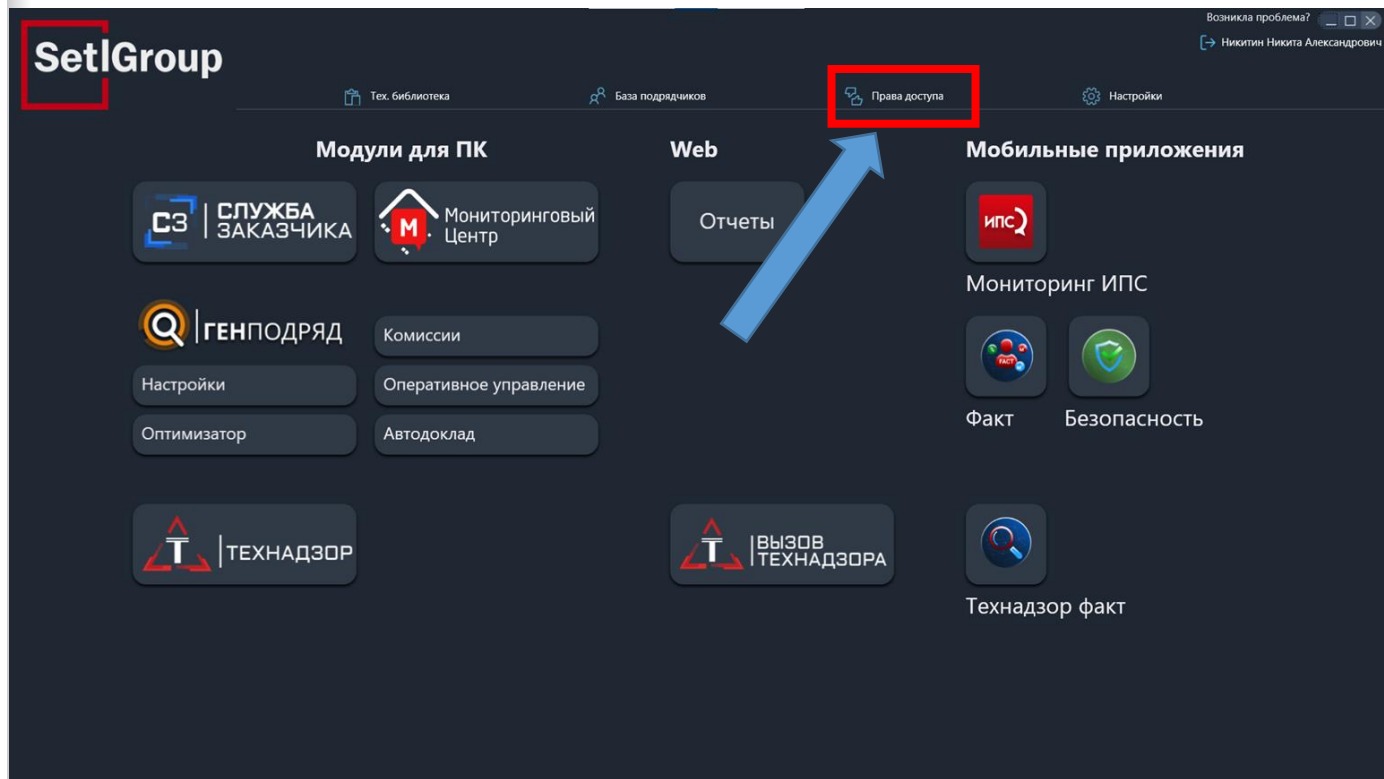 Возникла проблема?
SetlGroup
Никитин Никита Александрович
Тех. библиотека
База подрядчиков
Права доступа
Настройки
Модули для ПК
Web
Мобильные приложения
СЗ
СЛУЖБА
ЗАКАЗЧИКА
М
Мониторинговый
Центр
Отчеты
ипс
Мониторинг ИПС
ГЕНПОДРЯД
Комиссии
Настройки
Оперативное управление
Оптимизатор
Автодоклад
FACT
Факт
Безопасность
Т
ТЕХНАДЗОР
Т
ВЫЗОВ
ТЕХНАДЗОРА
Технадзор факт